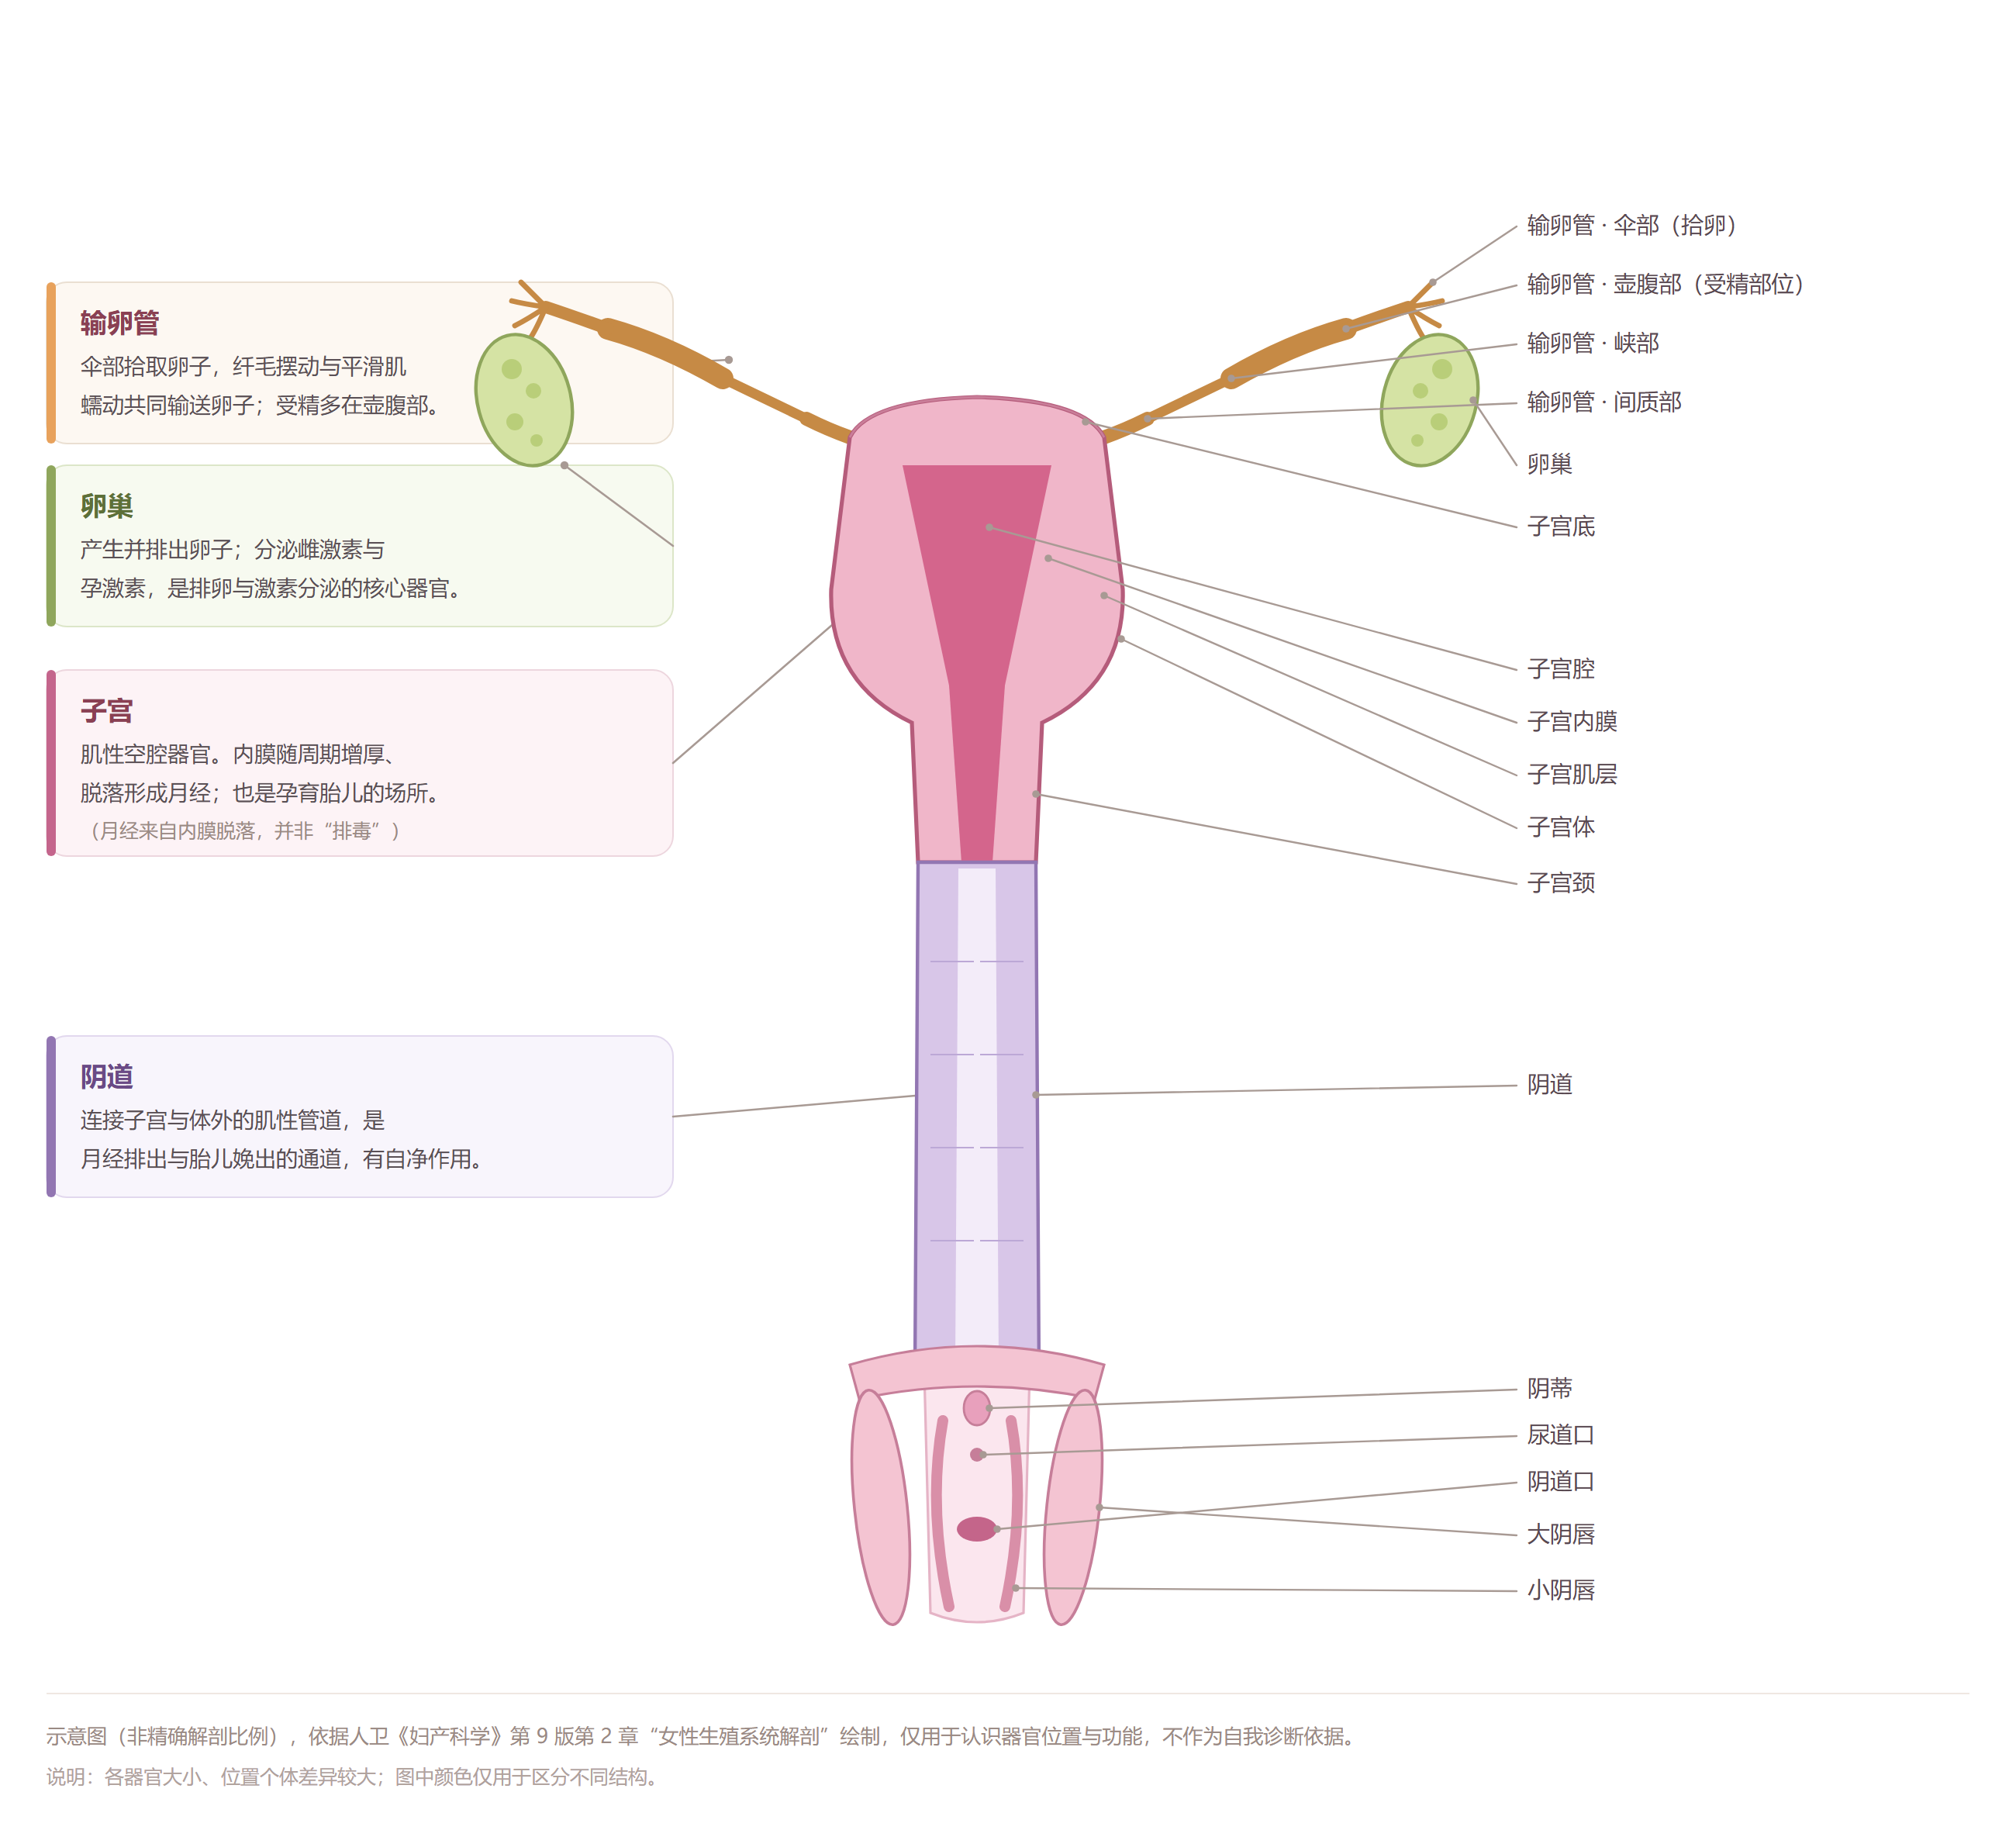 输卵管
伞部拾取卵子，纤毛摆动与平滑肌
蠕动共同输送卵子；受精多在壶腹部。
卵巢
产生并排出卵子；分泌雌激素与
孕激素，是排卵与激素分泌的核心器官。
子宫
肌性空腔器官。内膜随周期增厚、
脱落形成月经；也是孕育胎儿的场所。
（月经来自内膜脱落，并非“排毒”）
阴道
连接子宫与体外的肌性管道，是
月经排出与胎儿娩出的通道，有自净作用。
输卵管 · 伞部（拾卵）
输卵管 · 壶腹部（受精部位）
输卵管 · 峡部
输卵管 · 间质部
卵巢
子宫底
子宫腔
子宫内膜
子宫肌层
子宫体
子宫颈
阴道
阴蒂
尿道口
阴道口
大阴唇
小阴唇
示意图（非精确解剖比例），依据人卫《妇产科学》第 9 版第 2 章“女性生殖系统解剖”绘制，仅用于认识器官位置与功能，不作为自我诊断依据。
说明：各器官大小、位置个体差异较大；图中颜色仅用于区分不同结构。